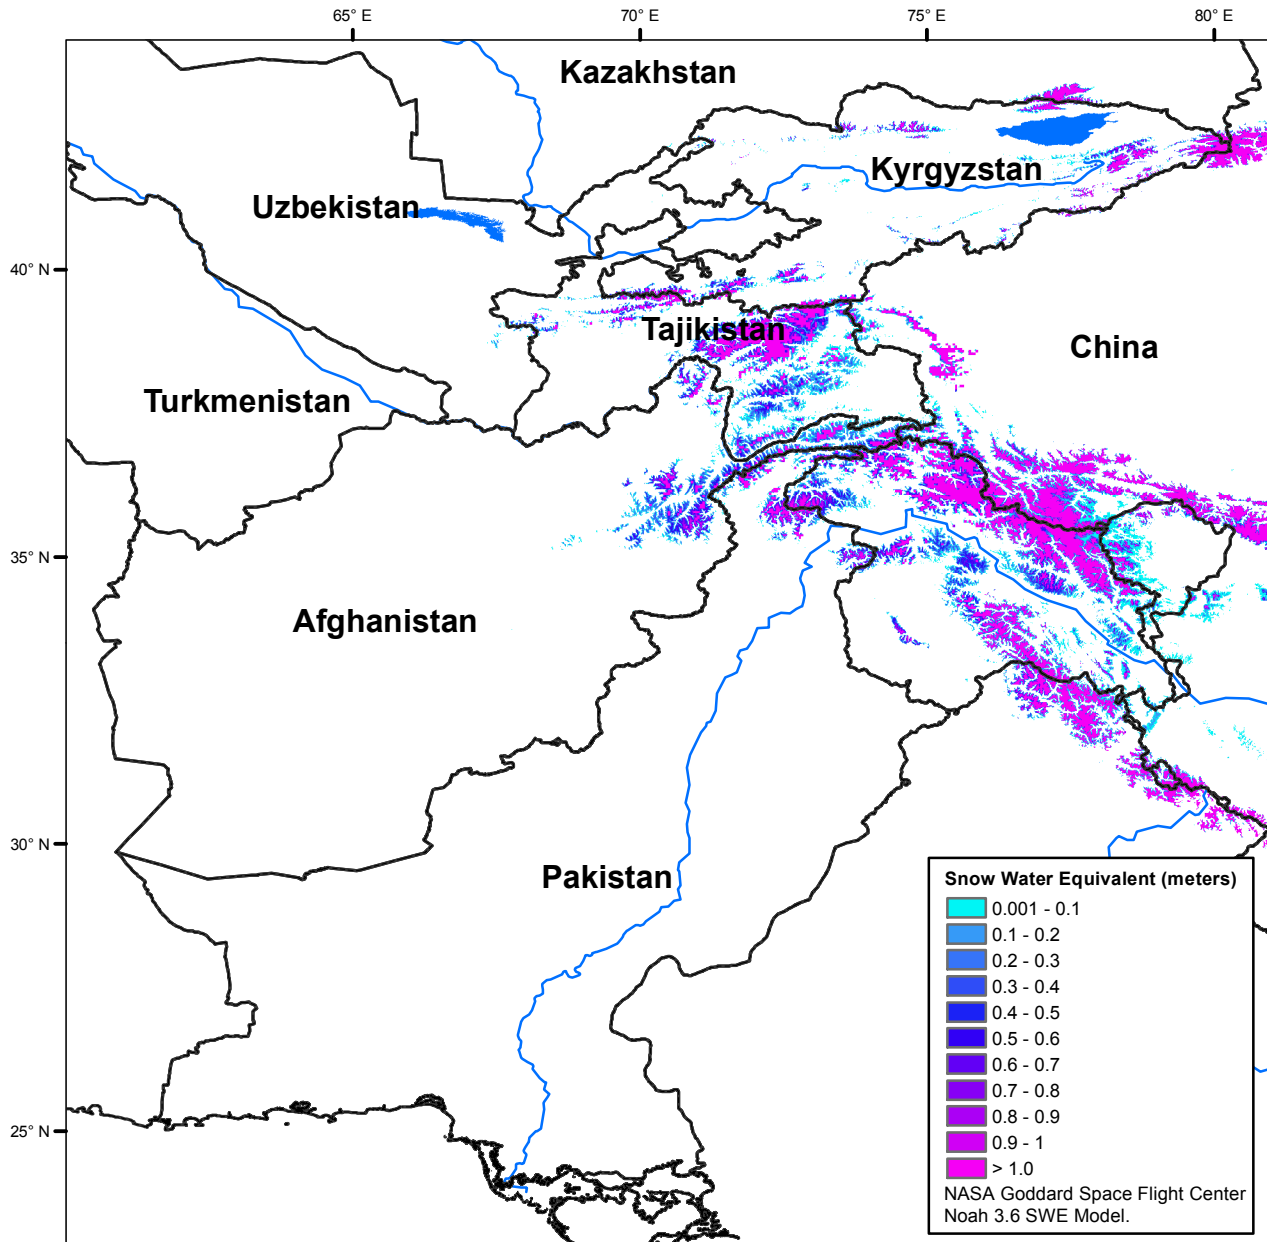 65° E
70° E
75° E
80° E
Kazakhstan
Kyrgyzstan
Uzbekistan
40° N
Tajikistan
China
Turkmenistan
35° N
Afghanistan
30° N
Pakistan
25° N
Snow Water Equivalent (meters)
0.001 - 0.1
0.1 - 0.2
0.2 - 0.3
0.3 - 0.4
0.4 - 0.5
0.5 - 0.6
0.6 - 0.7
0.7 - 0.8
0.8 - 0.9
0.9 - 1
> 1.0
NASA Goddard Space Flight Center
Noah 3.6 SWE Model.